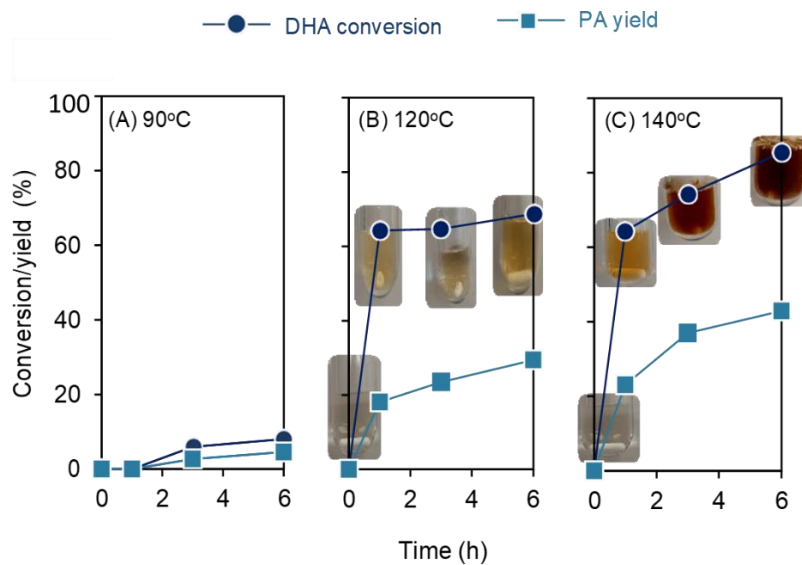 DHA conversion
PA yield
Conversion/yield (%)
100
80
60
40
20
0
(A) 90°C
(B) 120°C
(C) 140°C
0 2 4 6
0 2 4 6
0 2 4 6
Time (h)